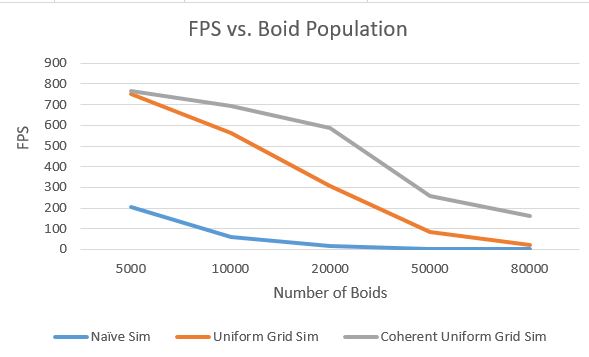 FPS vs. Boid Population
900
800
700
600
500
400
300
200
100
0
FPS
5000 10000 20000 50000 80000
Number of Boids
Naïve Sim Uniform Grid Sim Coherent Uniform Grid Sim